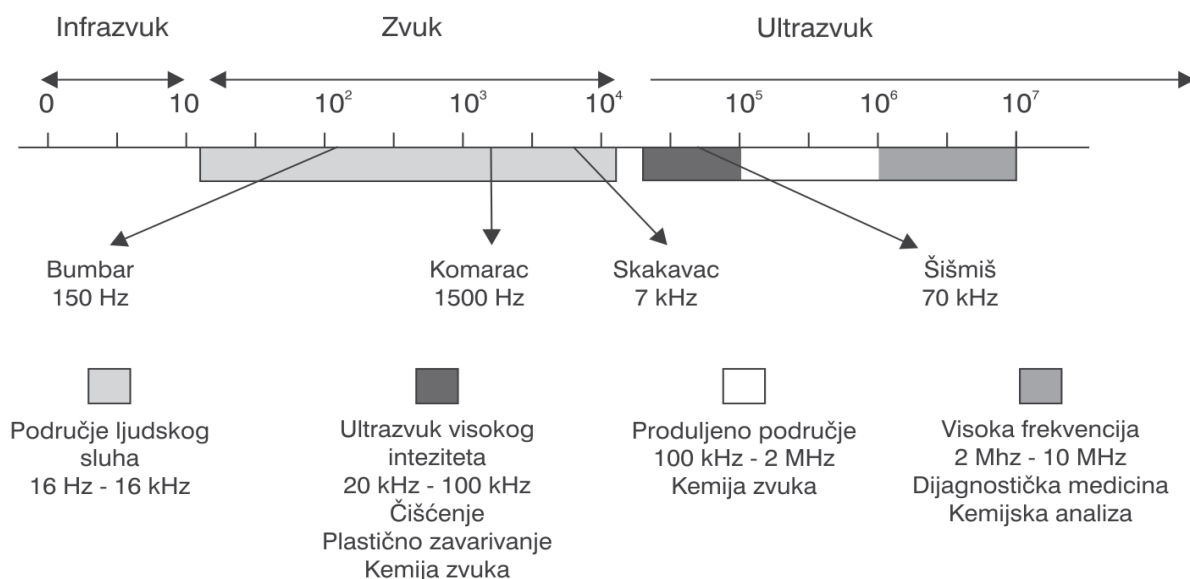 Infrazvuk Zvuk Ultrazvuk
0 10 10² 10³ 10⁴ 10⁵ 10⁶ 10⁷
Bumbar
150 Hz
Komarac
1500 Hz
Skakavac
7 kHz
Šišmiš
70 kHz
Područje ljudskog
sluha
16 Hz - 16 kHz
Ultrazvuk visokog
inteziteta
20 kHz - 100 kHz
Čišćenje
Plastično zavarivanje
Kemija zvuka
Produljeno područje
100 kHz - 2 MHz
Kemija zvuka
Visoka frekvencija
2 Mhz - 10 MHz
Dijagnostička medicina
Kemijska analiza